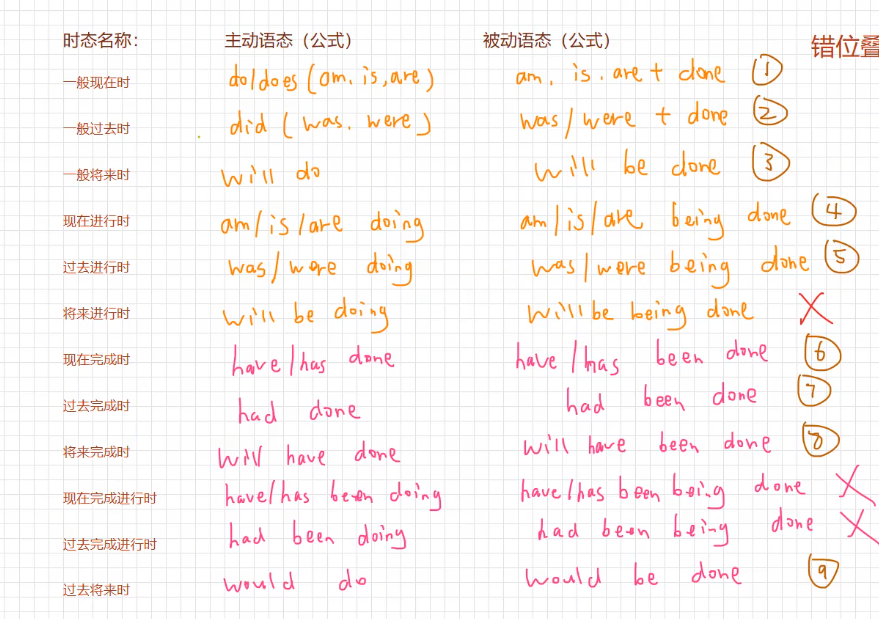 时态名称: 主动语态（公式） 被动语态（公式） 错位叠
一般现在时 do/does (am, is, are) am. is. are + done ①
一般过去时 did (was. were) was/were + done ②
一般将来时 will do will be done ③
现在进行时 am/is/are doing am/is/are being done ④
过去进行时 was/were doing was/were being done ⑤
将来进行时 will be doing will be being done ✗
现在完成时 have/has done have/has been done ⑥
过去完成时 had done had been done ⑦
将来完成时 will have done will have been done ⑧
现在完成进行时 have/has been doing have/has been being done ✗
过去完成进行时 had been doing had been being done ✗
过去将来时 would do would be done ⑨